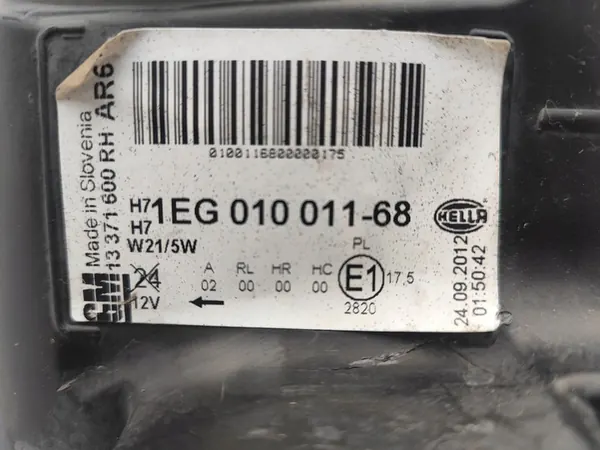 0100116800000175
Made in Slovenia
13 371 600 RH AR6
GM
H7
H7
1EG 010 011-68
HELLA
W21/5W
PL
24
12V
A RL HR HC
02 00 00 00
E1
17,5
2820
24.09.2012
01:50:42